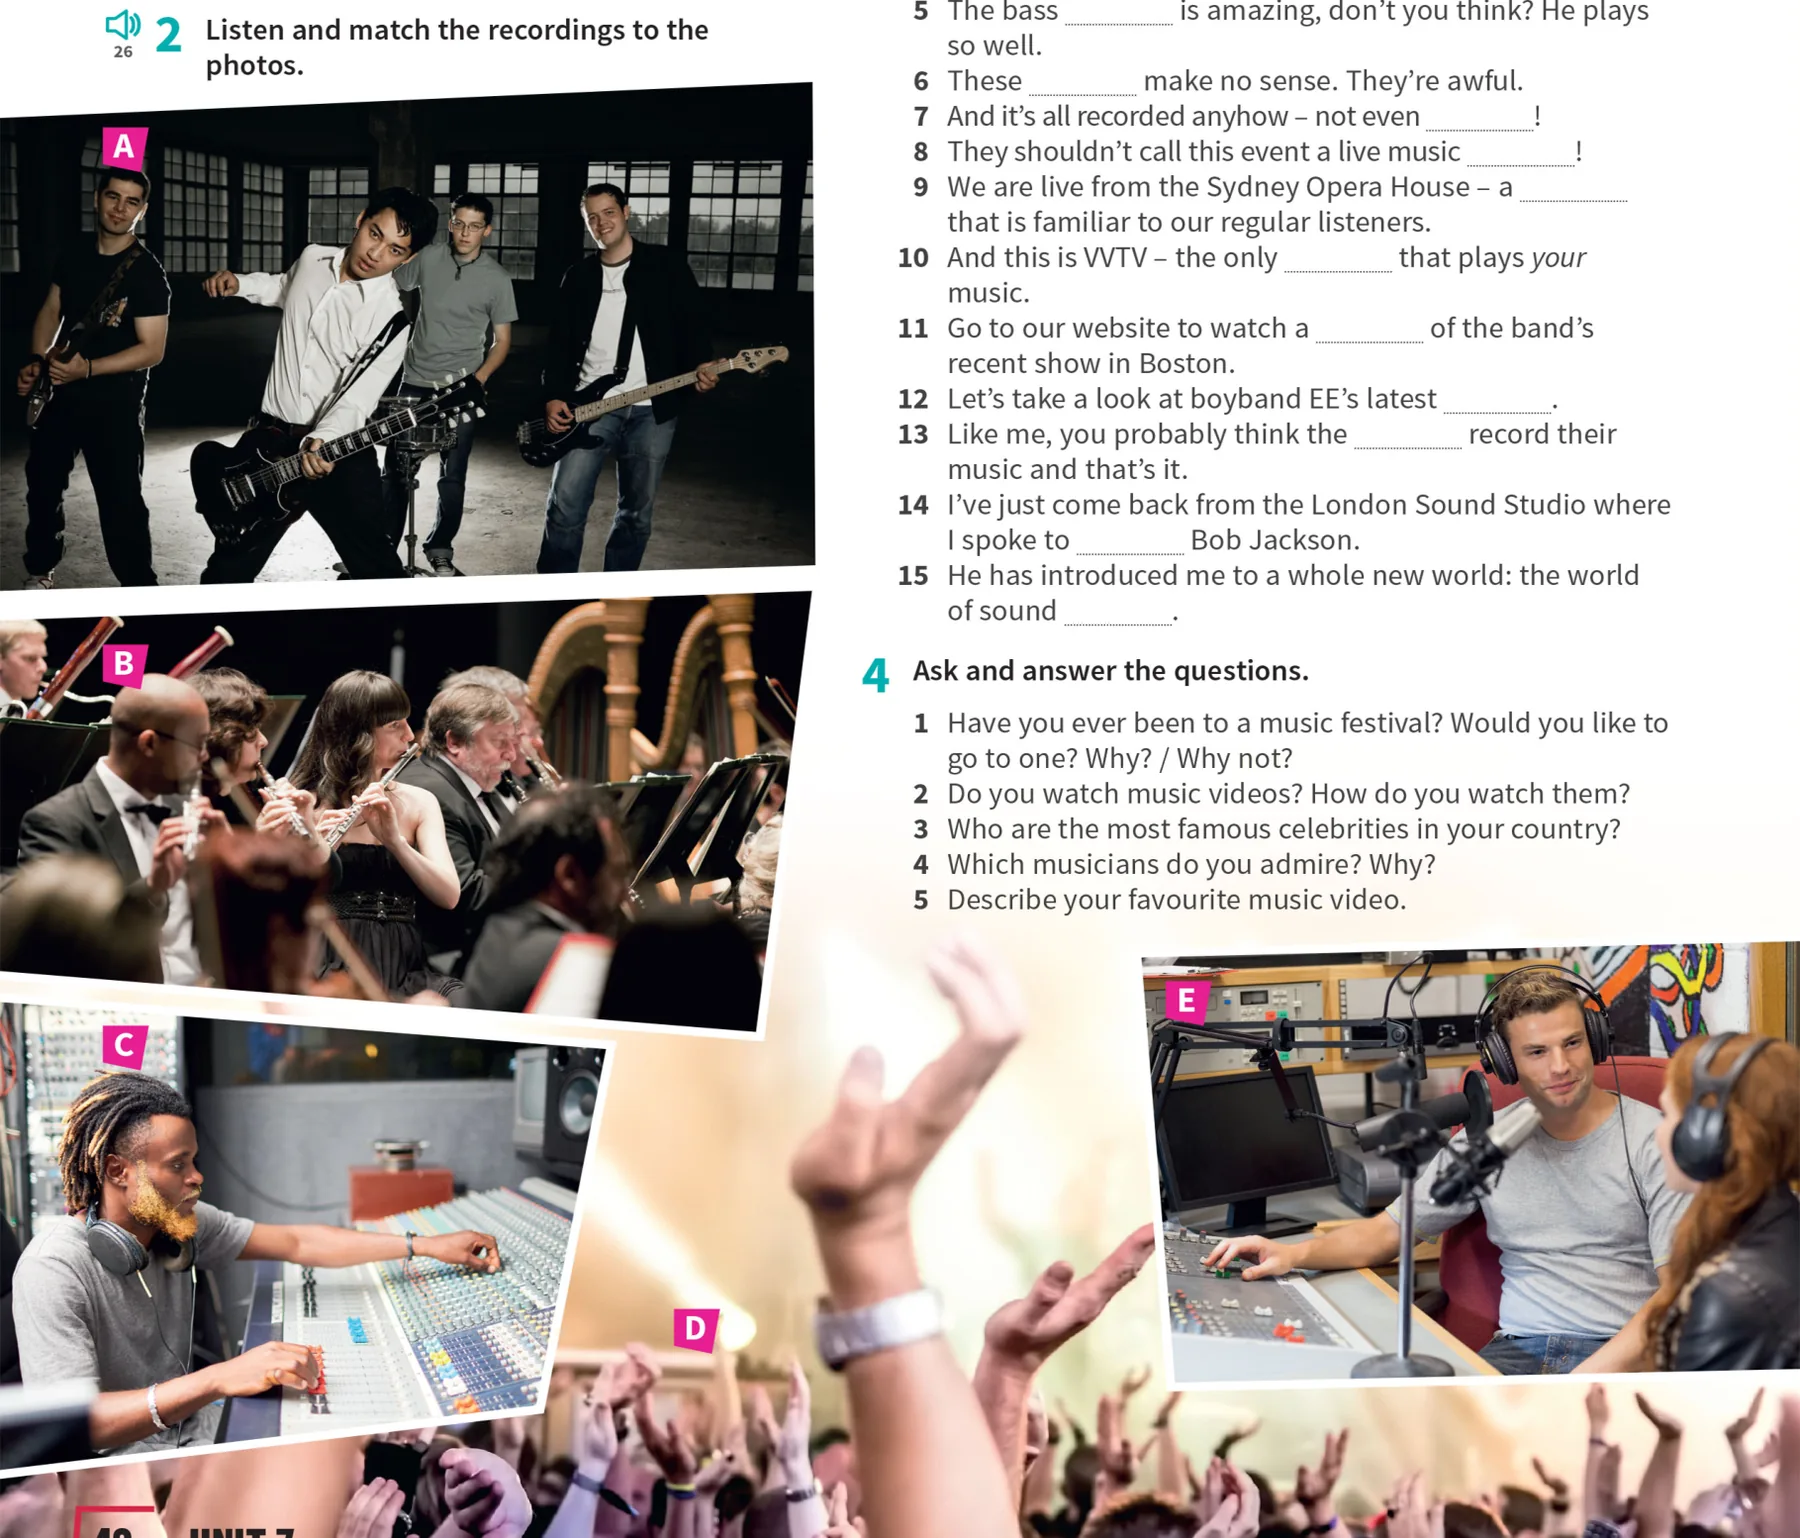 26
2 Listen and match the recordings to the
photos.
A
B
C
D
5 The bass ............ is amazing, don't you think? He plays
so well.
6 These ............ make no sense. They're awful.
7 And it's all recorded anyhow – not even ............!
8 They shouldn't call this event a live music ............!
9 We are live from the Sydney Opera House – a ............
that is familiar to our regular listeners.
10 And this is VVTV – the only ............ that plays your
music.
11 Go to our website to watch a ............ of the band's
recent show in Boston.
12 Let's take a look at boyband EE's latest .............
13 Like me, you probably think the ............ record their
music and that's it.
14 I've just come back from the London Sound Studio where
I spoke to ............ Bob Jackson.
15 He has introduced me to a whole new world: the world
of sound .............
4 Ask and answer the questions.
1 Have you ever been to a music festival? Would you like to
go to one? Why? / Why not?
2 Do you watch music videos? How do you watch them?
3 Who are the most famous celebrities in your country?
4 Which musicians do you admire? Why?
5 Describe your favourite music video.
E
UNIT 7